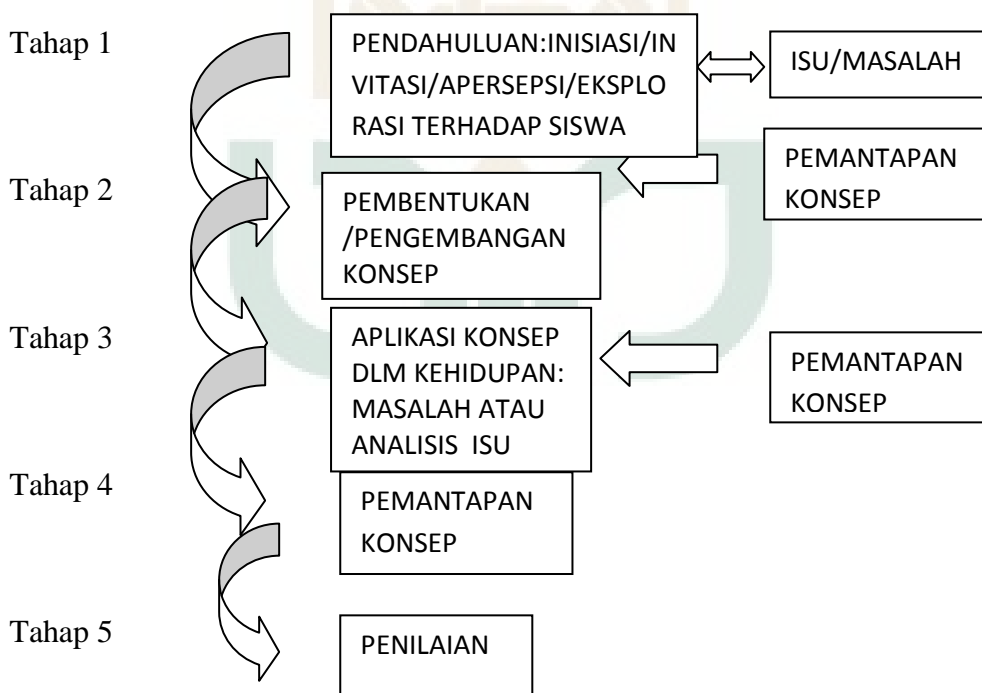 Tahap 1
PENDAHULUAN:INISIASI/IN
VITASI/APERSEPSI/EKSPLO
RASI TERHADAP SISWA
ISU/MASALAH
PEMANTAPAN
KONSEP
Tahap 2
PEMBENTUKAN
/PENGEMBANGAN
KONSEP
Tahap 3
APLIKASI KONSEP
DLM KEHIDUPAN:
MASALAH ATAU
ANALISIS ISU
PEMANTAPAN
KONSEP
Tahap 4
PEMANTAPAN
KONSEP
Tahap 5
PENILAIAN